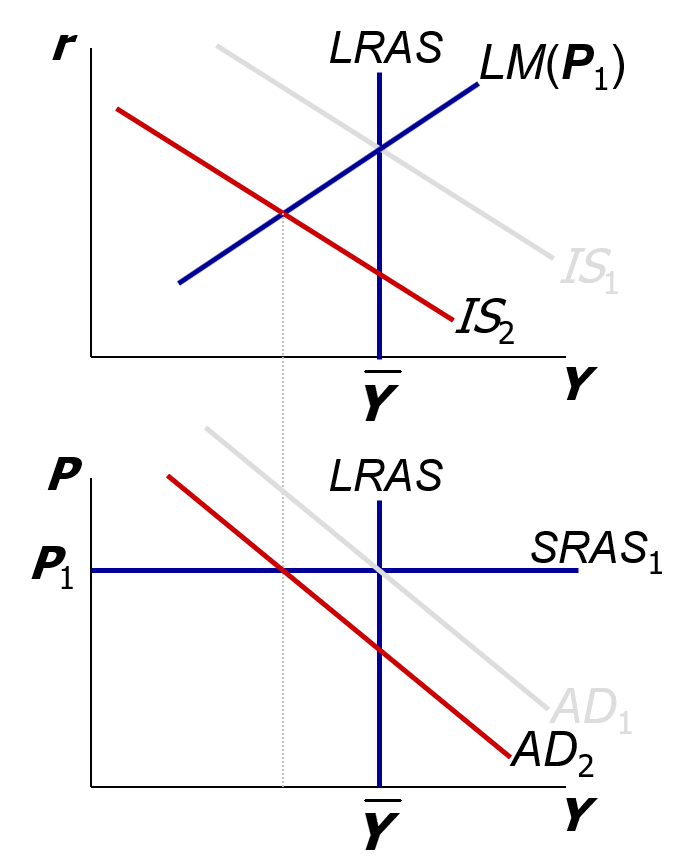 r
LRAS
LM(P₁)
IS₁
IS₂
Y̅
Y
P
LRAS
SRAS₁
P₁
AD₁
AD₂
Y̅
Y